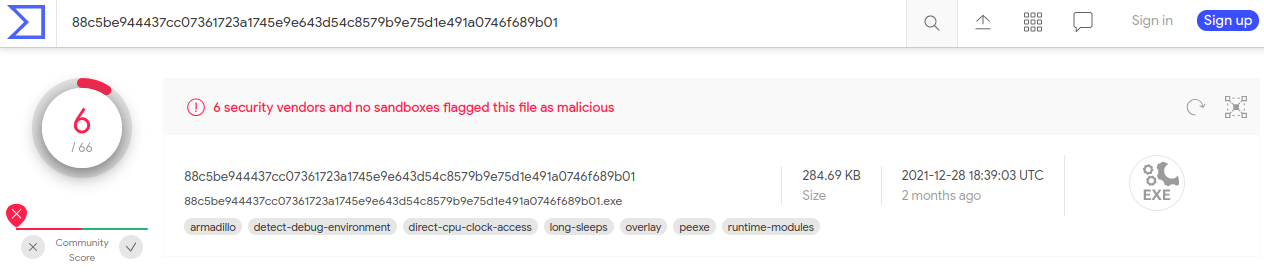 88c5be944437cc07361723a1745e9e643d54c8579b9e75d1e491a0746f689b01
Sign in
Sign up
6
/ 66
6 security vendors and no sandboxes flagged this file as malicious
88c5be944437cc07361723a1745e9e643d54c8579b9e75d1e491a0746f689b01
88c5be944437cc07361723a1745e9e643d54c8579b9e75d1e491a0746f689b01.exe
armadillo detect-debug-environment direct-cpu-clock-access long-sleeps overlay peexe runtime-modules
284.69 KB
Size
2021-12-28 18:39:03 UTC
2 months ago
EXE
Community
Score